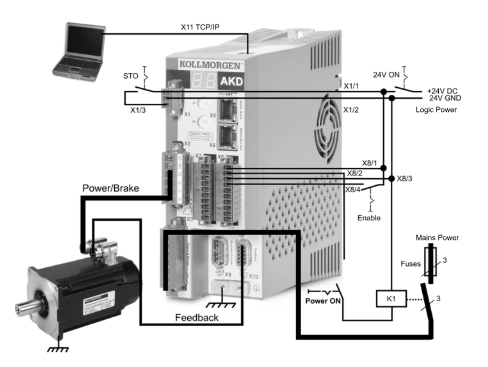 X11 TCP/IP
KOLLMORGEN
AKD
STO
24V ON
X1/1
+24V DC
24V GND
X1/3
X1/2
Logic Power
X1
X2
X8/1
X8/2
X8/3
X8/4
Power/Brake
Enable
Mains Power
Fuses
3
X9
X10
Power ON
K1
3
Feedback